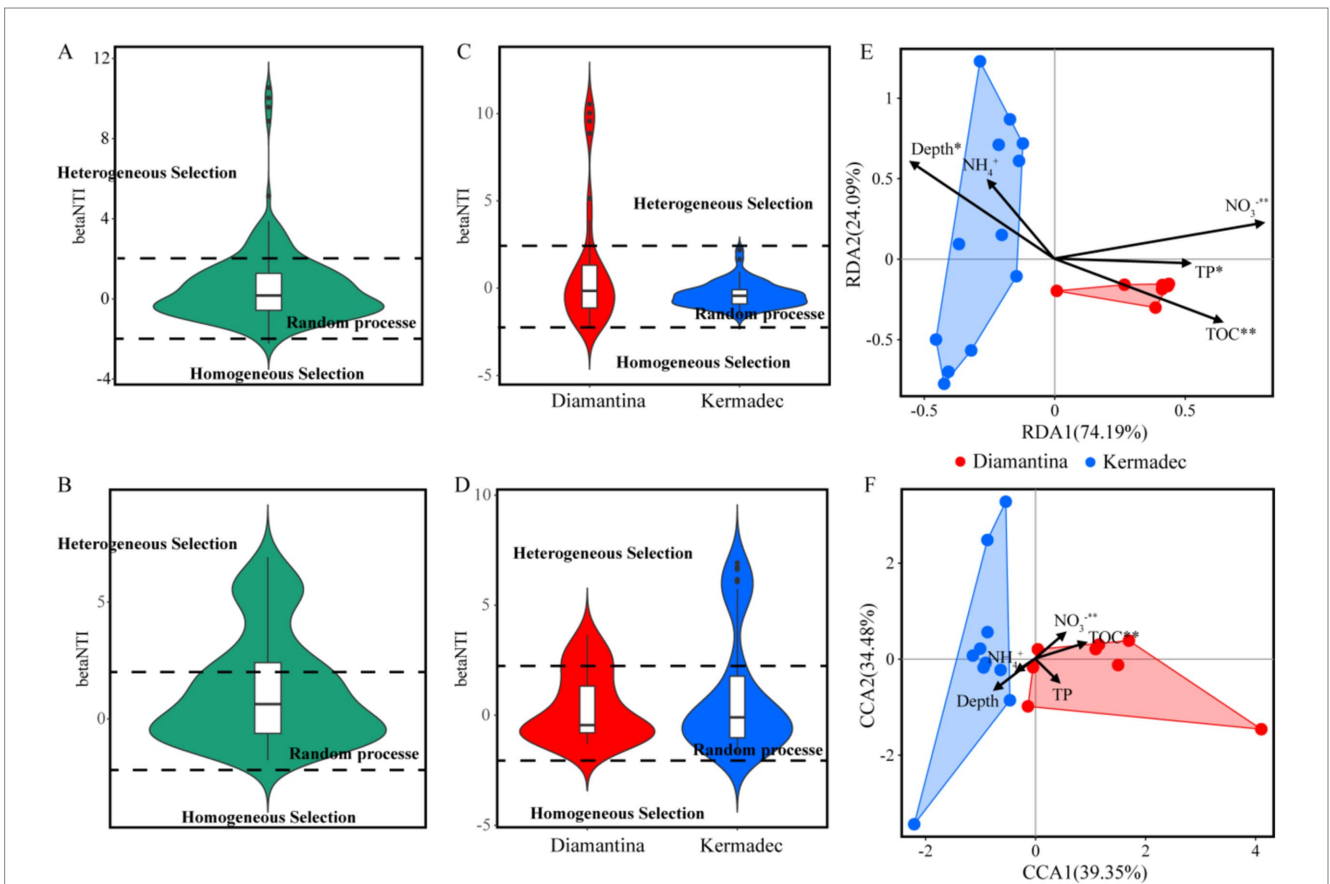 A
12
8
4
0
-4
betaNTI
Heterogeneous Selection
Random processe
Homogeneous Selection
C
10
5
0
-5
betaNTI
Heterogeneous Selection
Random processe
Homogeneous Selection
Diamantina Kermadec
E
1
0.5
0
-0.5
RDA2(24.09%)
Depth*
NH₄⁺
NO₃⁻**
TP*
TOC**
-0.5 0 0.5
RDA1(74.19%)
Diamantina Kermadec
B
5
0
betaNTI
Heterogeneous Selection
Random processe
Homogeneous Selection
D
10
5
0
-5
betaNTI
Heterogeneous Selection
Random processe
Homogeneous Selection
Diamantina Kermadec
F
2
0
-2
CCA2(34.48%)
NO₃⁻**
TOC**
NH₄⁺
Depth
TP
-2 0 2 4
CCA1(39.35%)